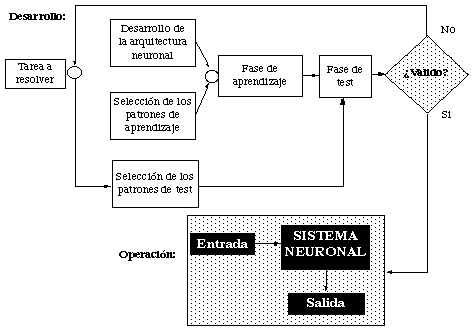 Desarrollo:
No
Desarrollo de
la arquitectura
neuronal
Tarea a
resolver
Fase de
aprendizaje
Fase de
test
¿Valido?
Selección de los
patrones de
aprendizaje
Si
Selección de los
patrones de test
Operación:
Entrada
SISTEMA
NEURONAL
Salida